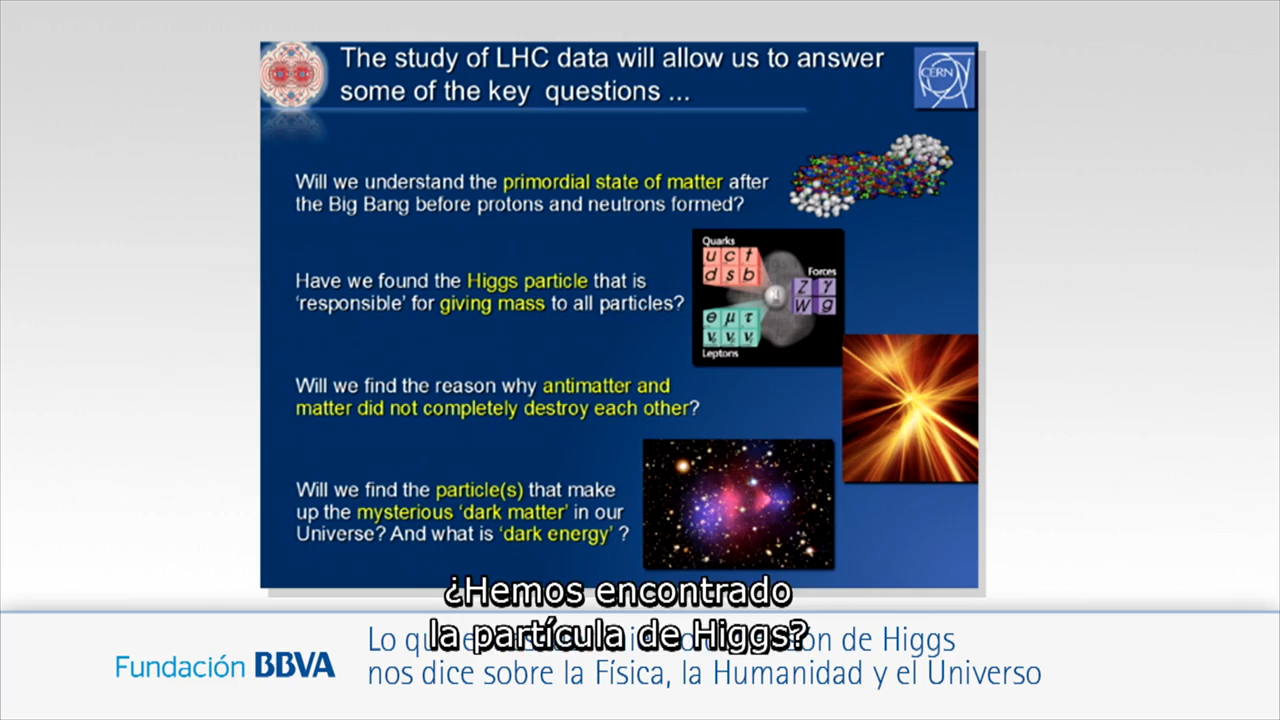 The study of LHC data will allow us to answer
some of the key questions ...
CERN
Will we understand the primordial state of matter after
the Big Bang before protons and neutrons formed?
Quarks
u c t
d s b
Forces
Z γ
W g
e μ τ
ν ν ν
Leptons
Have we found the Higgs particle that is
‘responsible’ for giving mass to all particles?
Will we find the reason why antimatter and
matter did not completely destroy each other?
Will we find the particle(s) that make
up the mysterious ‘dark matter’ in our
Universe? And what is ‘dark energy’ ?
¿Hemos encontrado
la partícula de Higgs?
Fundación BBVA
Lo de Higgs
nos dice sobre la Física, la Humanidad y el Universo